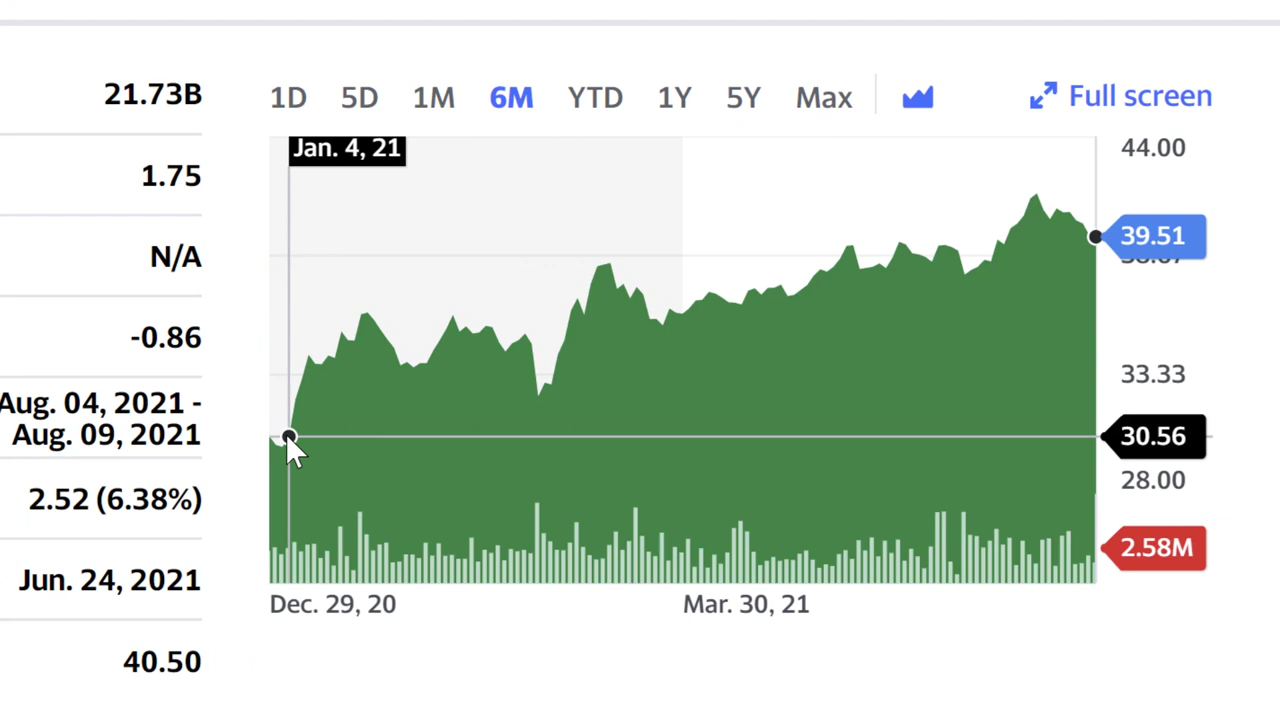 21.73B
1.75
N/A
-0.86
Aug. 04, 2021 -
Aug. 09, 2021
2.52 (6.38%)
Jun. 24, 2021
40.50
1D 5D 1M 6M YTD 1Y 5Y Max Full screen
Jan. 4, 21
44.00
39.51
33.33
30.56
28.00
2.58M
Dec. 29, 20 Mar. 30, 21